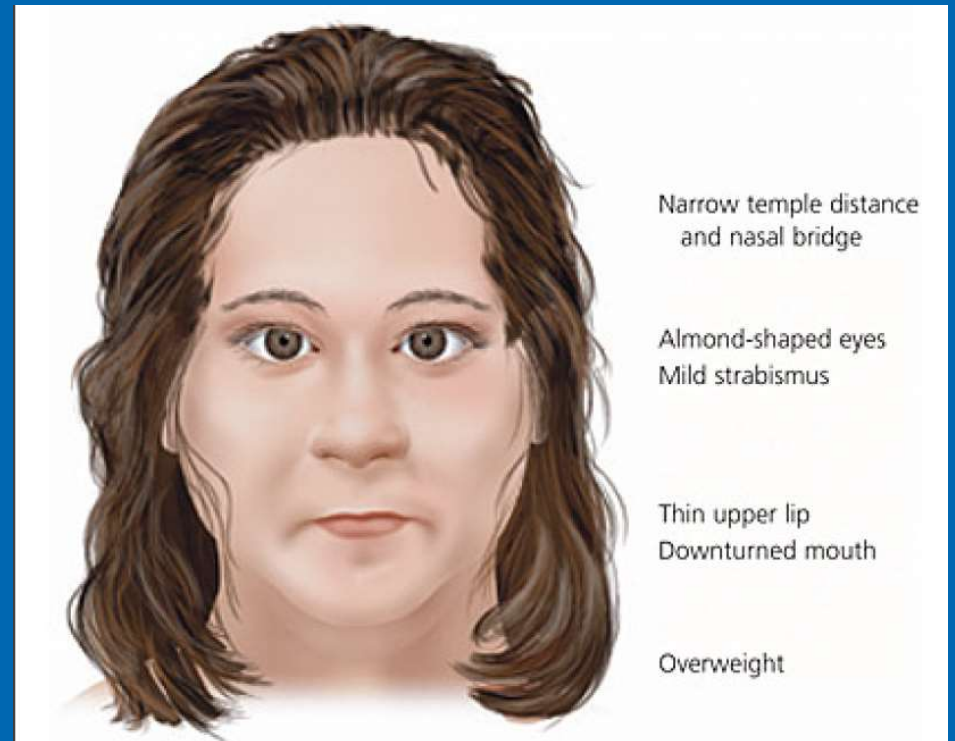 Narrow temple distance
and nasal bridge
Almond-shaped eyes
Mild strabismus
Thin upper lip
Downturned mouth
Overweight